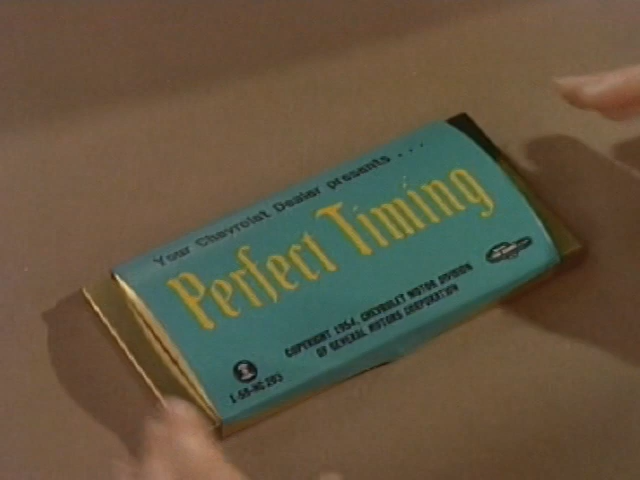 Your Chevrolet Dealer presents...
Perfect Timing
COPYRIGHT 1954, CHEVROLET MOTOR DIVISION
OF GENERAL MOTORS CORPORATION